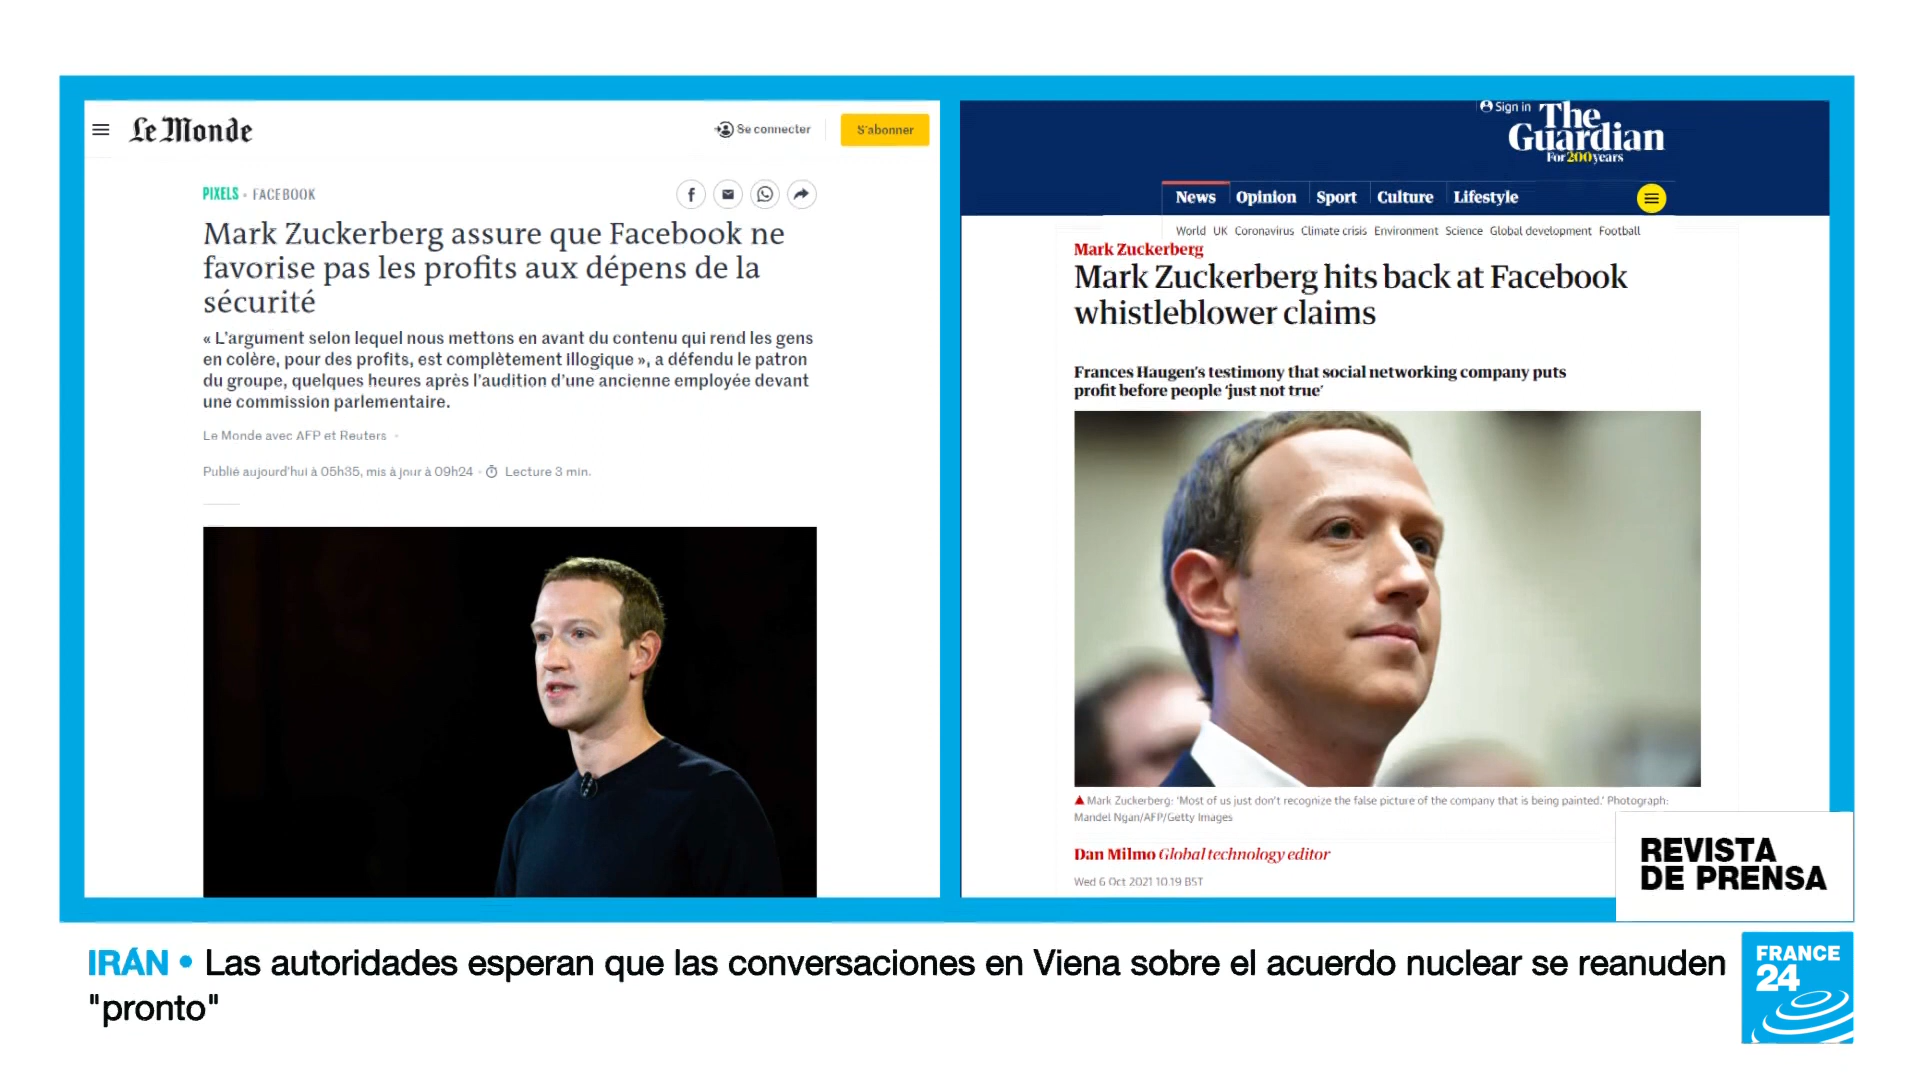 Le Monde
Se connecter
S'abonner
PIXELS • FACEBOOK
Mark Zuckerberg assure que Facebook ne
favorise pas les profits aux dépens de la
sécurité
« L'argument selon lequel nous mettons en avant du contenu qui rend les gens
en colère, pour des profits, est complètement illogique », a défendu le patron
du groupe, quelques heures après l'audition d'une ancienne employée devant
une commission parlementaire.
Le Monde avec AFP et Reuters •
Publié aujourd'hui à 05h35, mis à jour à 09h24 • Lecture 3 min.
Sign in
The
Guardian
For 200 years
News Opinion Sport Culture Lifestyle
World UK Coronavirus Climate crisis Environment Science Global development Football
Mark Zuckerberg
Mark Zuckerberg hits back at Facebook
whistleblower claims
Frances Haugen's testimony that social networking company puts
profit before people 'just not true'
Mark Zuckerberg: 'Most of us just don't recognize the false picture of the company that is being painted.' Photograph:
Mandel Ngan/AFP/Getty Images
Dan Milmo Global technology editor
Wed 6 Oct 2021 10.19 BST
REVISTA
DE PRENSA
IRÁN • Las autoridades esperan que las conversaciones en Viena sobre el acuerdo nuclear se reanuden
"pronto"
FRANCE
24